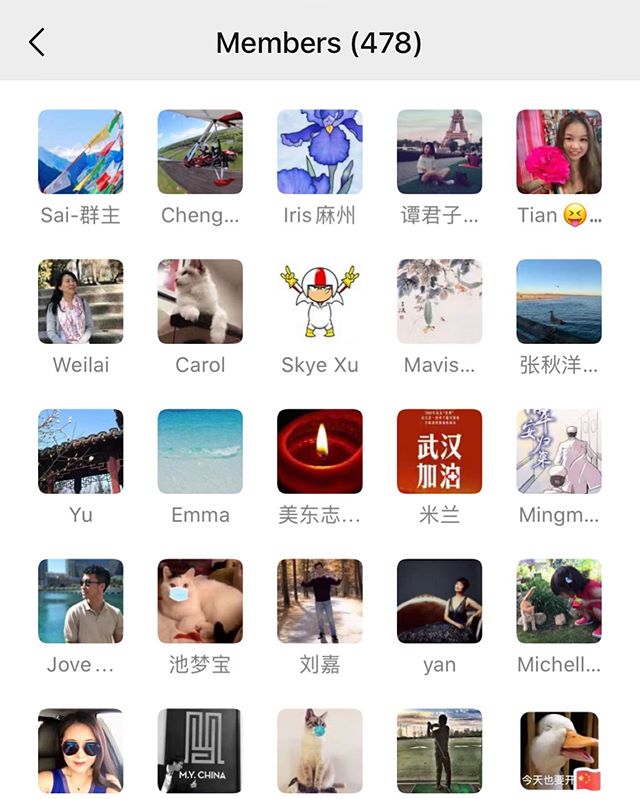 Members (478)
Sai-群主
Cheng...
Iris麻州
谭君子...
Tian 😝...
Weilai
Carol
Skye Xu
Mavis...
张秋洋...
武汉
加油
Yu
Emma
美东志...
米兰
Mingm...
Jove...
池梦宝
刘嘉
yan
Michell...
M.Y. CHINA
今天也要开